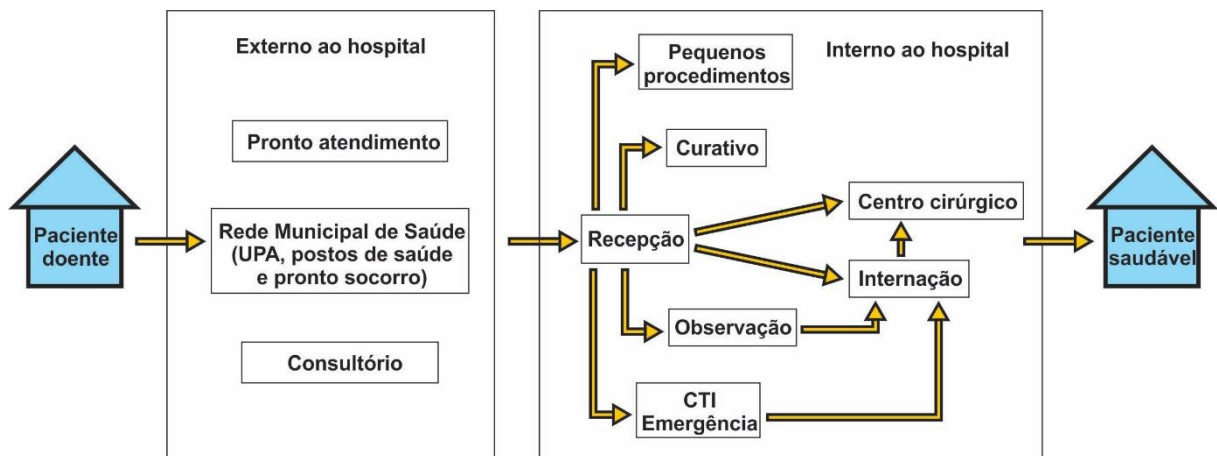 Paciente
doente
Externo ao hospital
Pronto atendimento
Rede Municipal de Saúde
(UPA, postos de saúde
e pronto socorro)
Consultório
Interno ao hospital
Pequenos
procedimentos
Curativo
Recepção
Centro cirúrgico
Internação
Observação
CTI
Emergência
Paciente
saudável